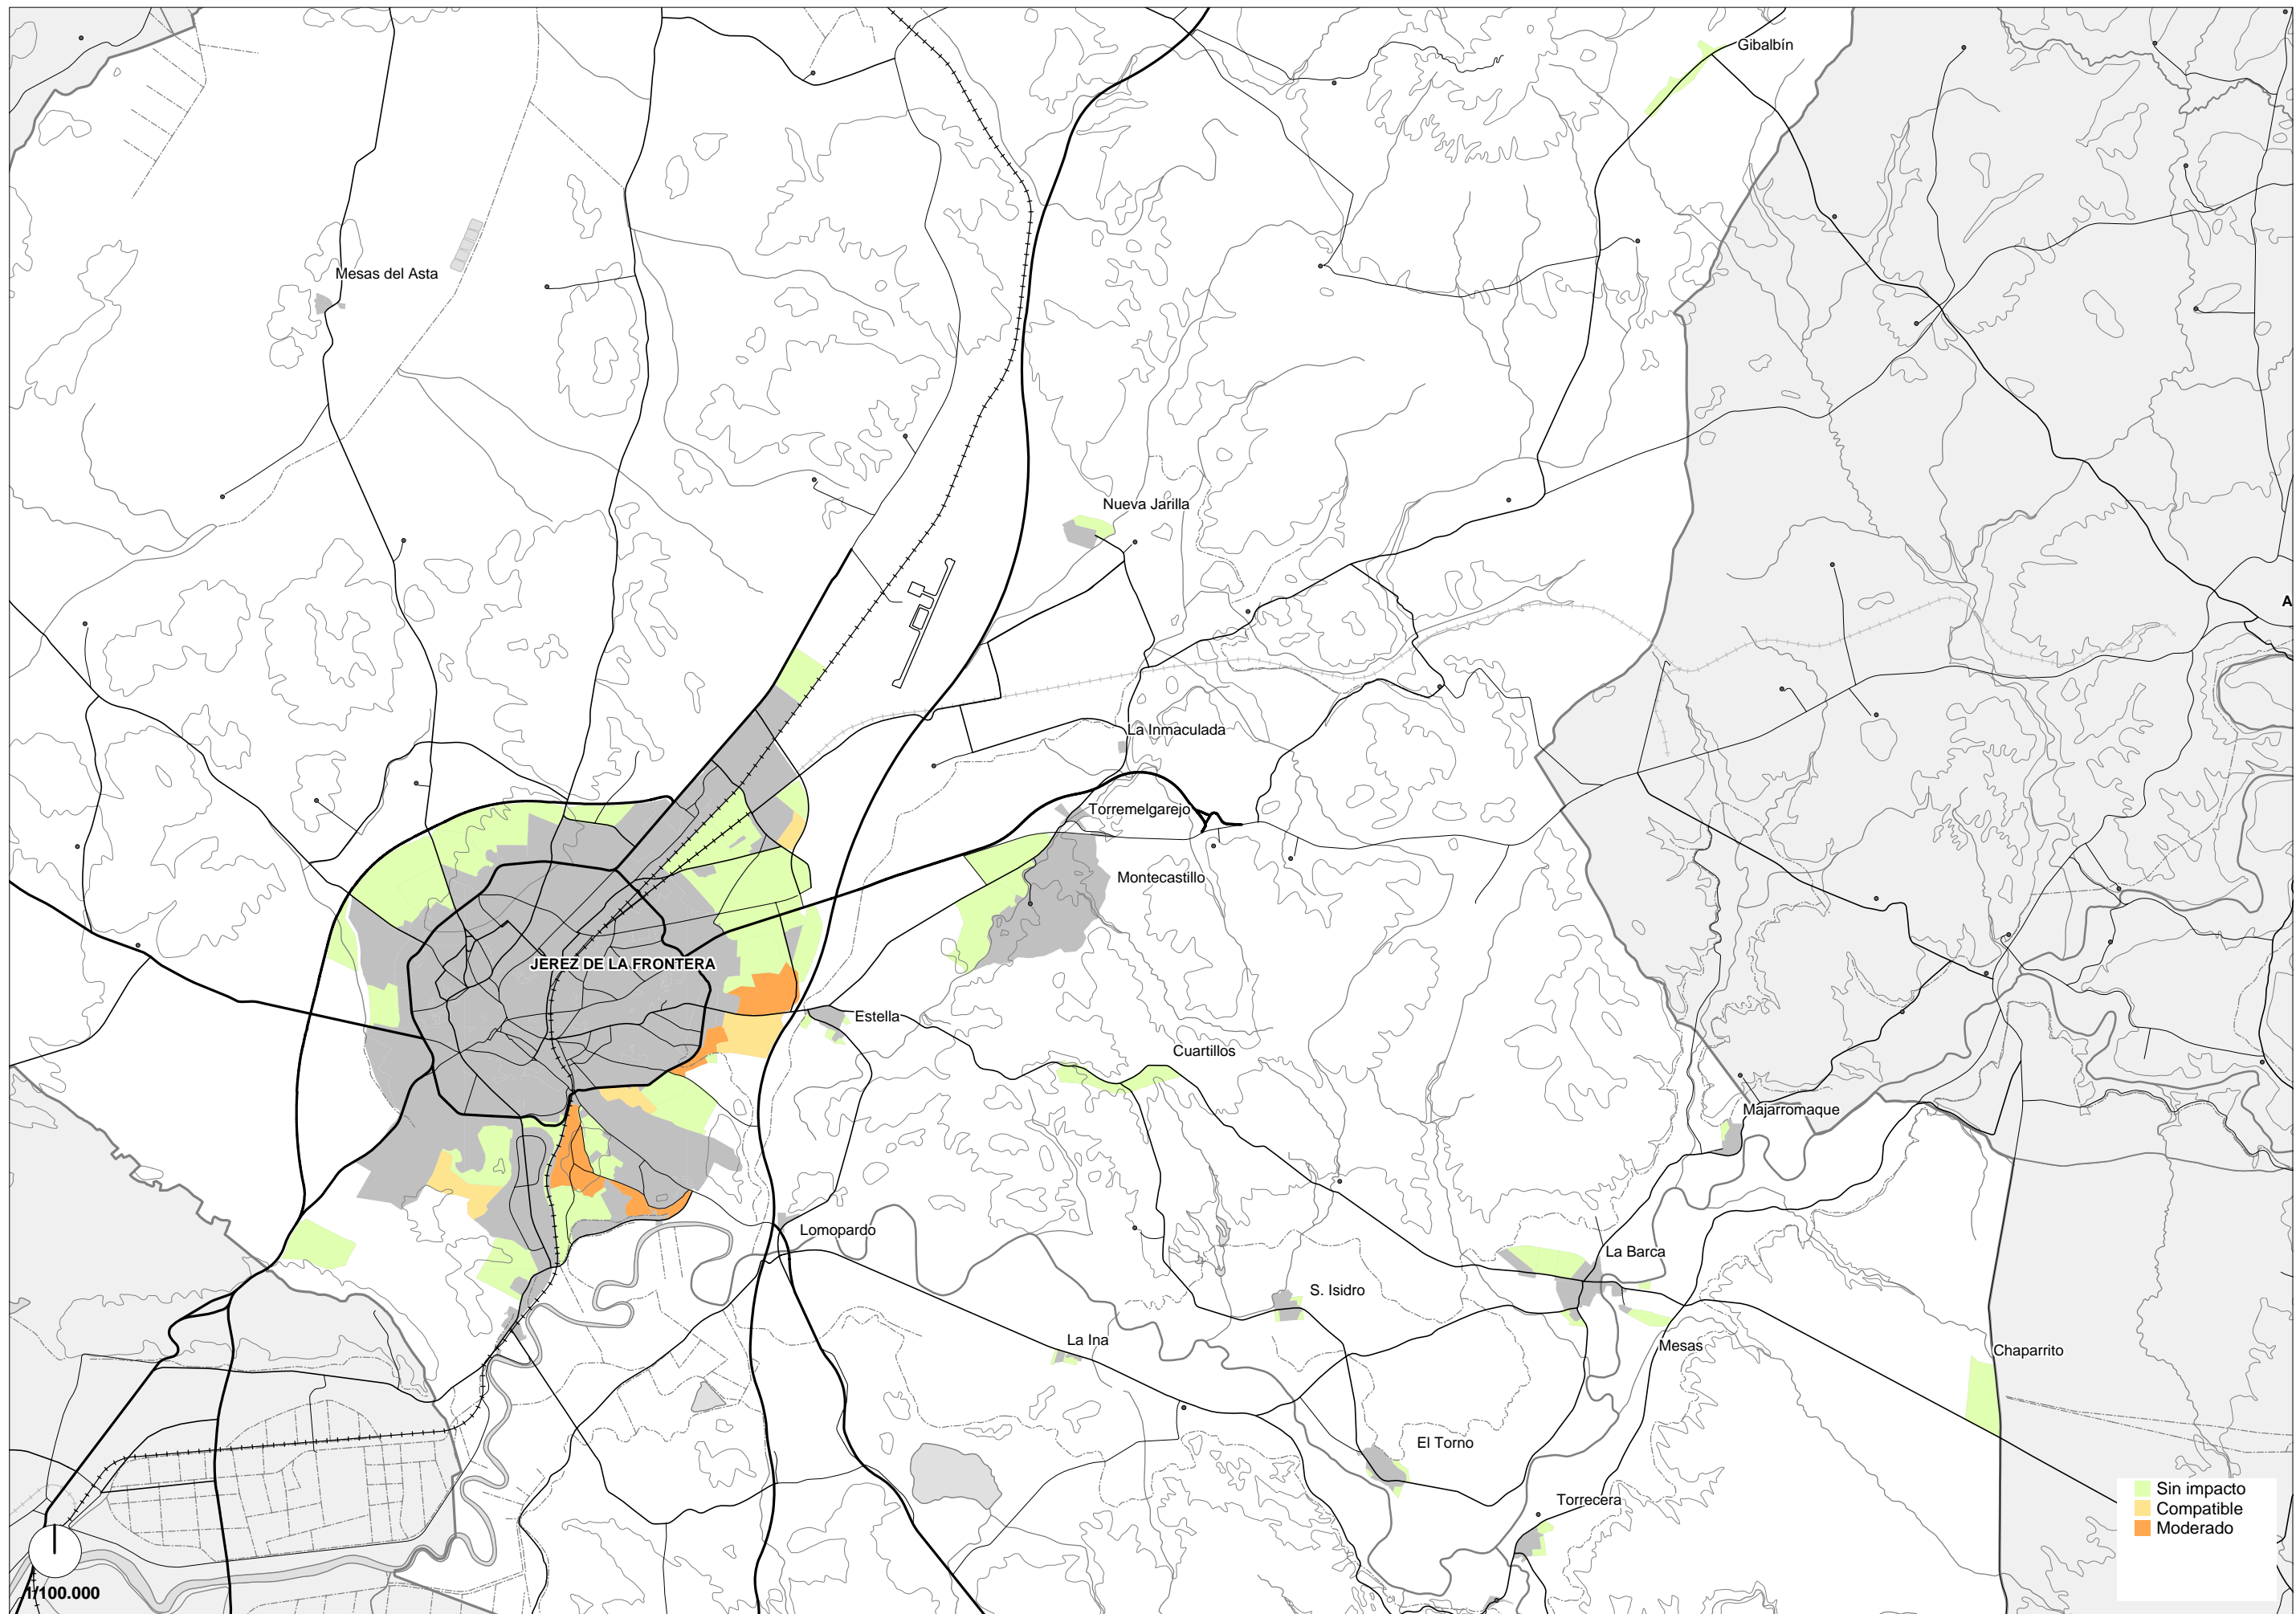 Gibalbín
Mesas del Asta
Nueva Jarilla
A
La Inmaculada
Torremelgarejo
Montecastillo
JEREZ DE LA FRONTERA
Estella
Cuartillos
Majarromaque
Lomopardo
La Barca
S. Isidro
La Ina
Mesas
Chaparrito
El Torno
Torrecera
Sin impacto
Compatible
Moderado
1/100.000